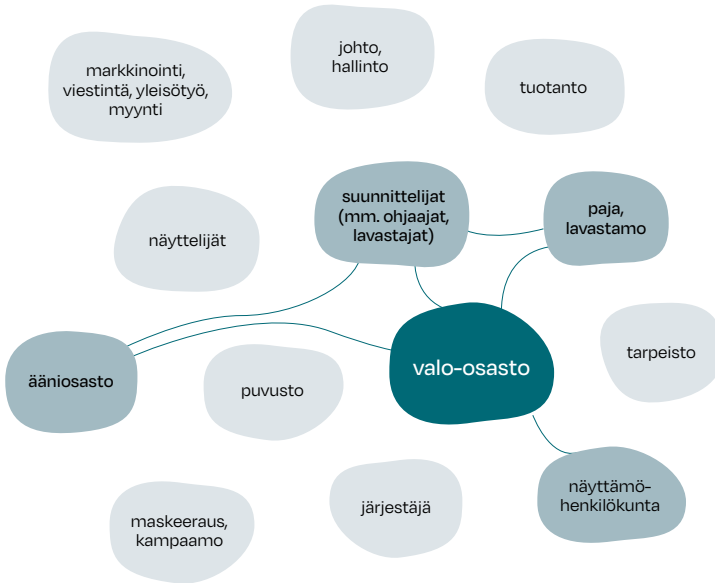 johto,
hallinto
markkinointi,
viestintä, yleisötyö,
myynti
tuotanto
suunnittelijat
(mm. ohjaajat,
lavastajat)
paja,
lavastamo
näyttelijät
tarpeisto
valo-osasto
ääniosasto
puvusto
näyttämö-
henkilökunta
järjestäjä
maskeeraus,
kampaamo